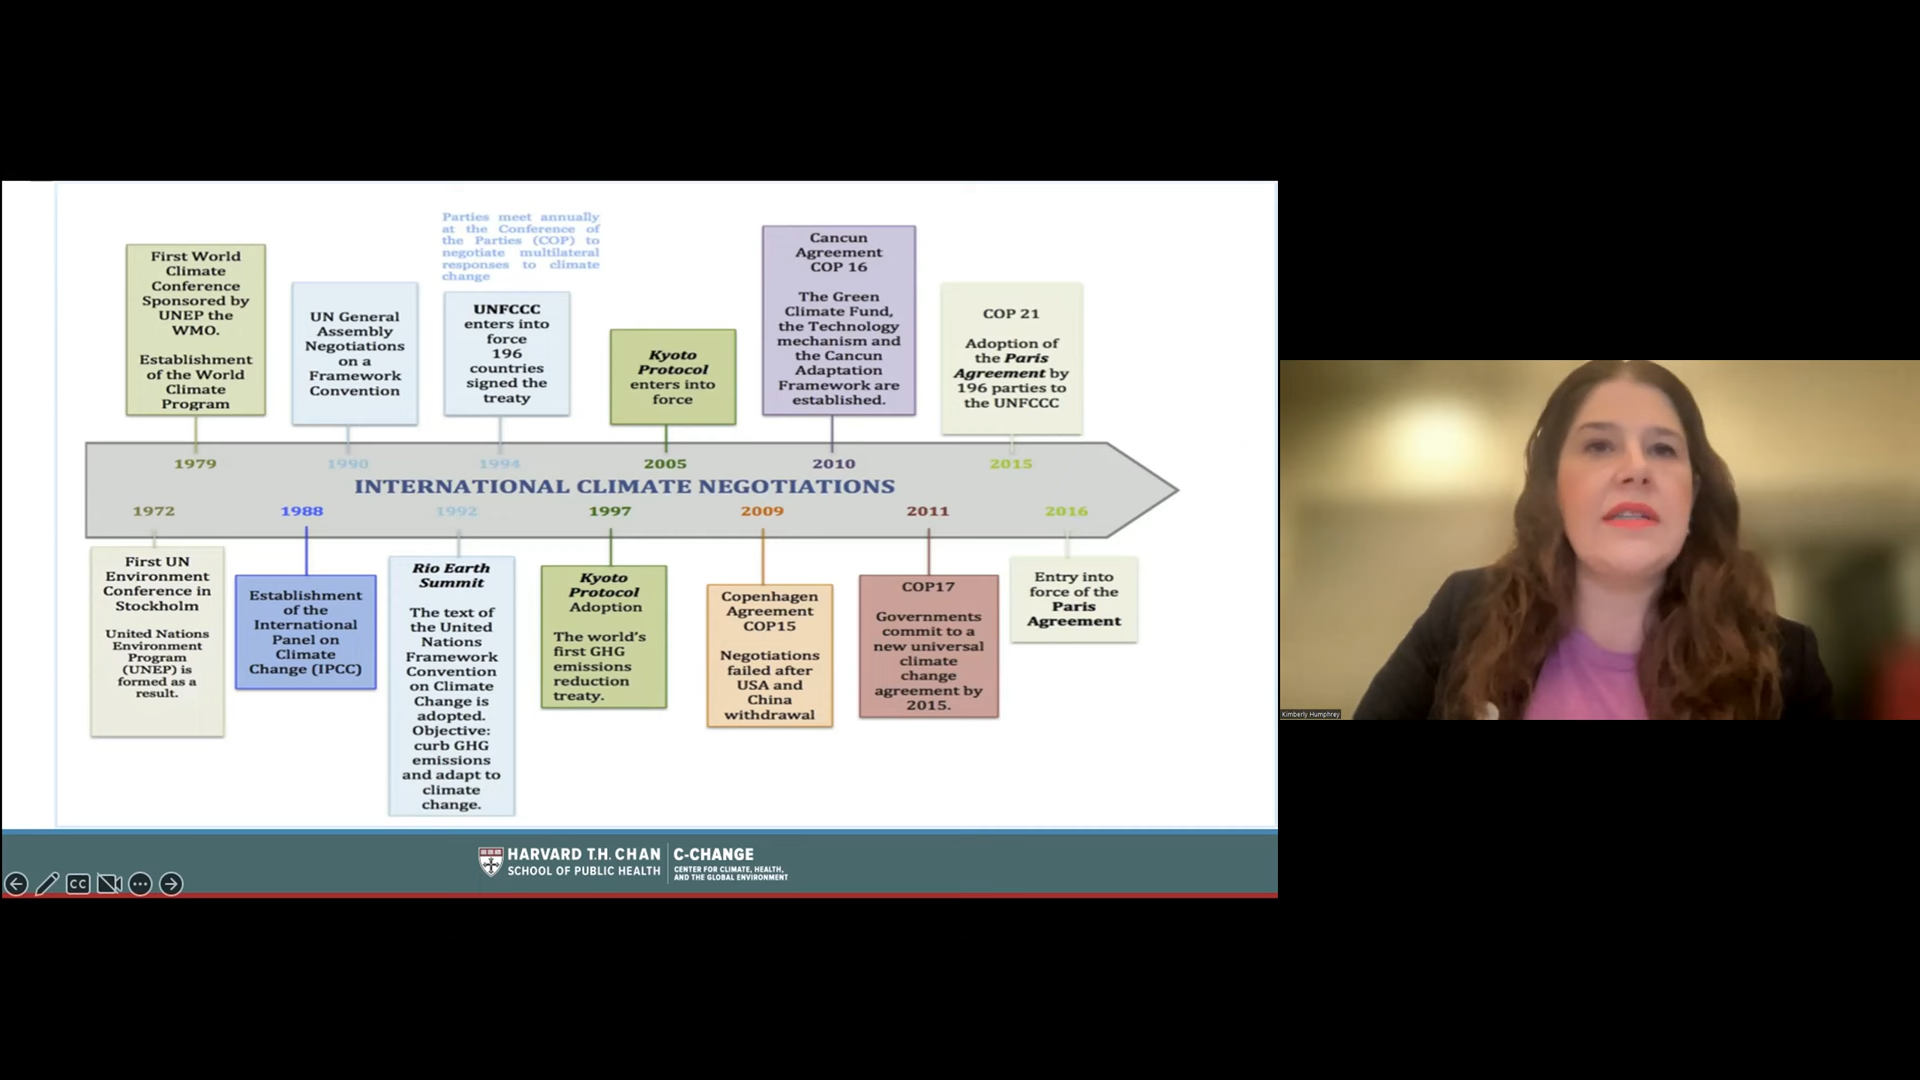 Parties meet annually
at the Conference of
the Parties (COP) to
negotiate multilateral
responses to climate
change
First World
Climate
Conference
Sponsored by
UNEP the
WMO.
Establishment
of the World
Climate
Program
UN General
Assembly
Negotiations
on a
Framework
Convention
UNFCCC
enters into
force
196
countries
signed the
treaty
Kyoto
Protocol
enters into
force
Cancun
Agreement
COP 16
The Green
Climate Fund,
the Technology
mechanism and
the Cancun
Adaptation
Framework are
established.
COP 21
Adoption of
the Paris
Agreement by
196 parties to
the UNFCCC
1979 1990 1994 2005 2010 2015
INTERNATIONAL CLIMATE NEGOTIATIONS
1972 1988 1992 1997 2009 2011 2016
First UN
Environment
Conference in
Stockholm
United Nations
Environment
Program
(UNEP) is
formed as a
result.
Establishment
of the
International
Panel on
Climate
Change (IPCC)
Rio Earth
Summit
The text of
the United
Nations
Framework
Convention
on Climate
Change is
adopted.
Objective:
curb GHG
emissions
and adapt to
climate
change.
Kyoto
Protocol
Adoption
The world's
first GHG
emissions
reduction
treaty.
Copenhagen
Agreement
COP15
Negotiations
failed after
USA and
China
withdrawal
COP17
Governments
commit to a
new universal
climate
change
agreement by
2015.
Entry into
force of the
Paris
Agreement
HARVARD T.H. CHAN
SCHOOL OF PUBLIC HEALTH
C-CHANGE
CENTER FOR CLIMATE, HEALTH,
AND THE GLOBAL ENVIRONMENT
CC
Kimberly Humphrey